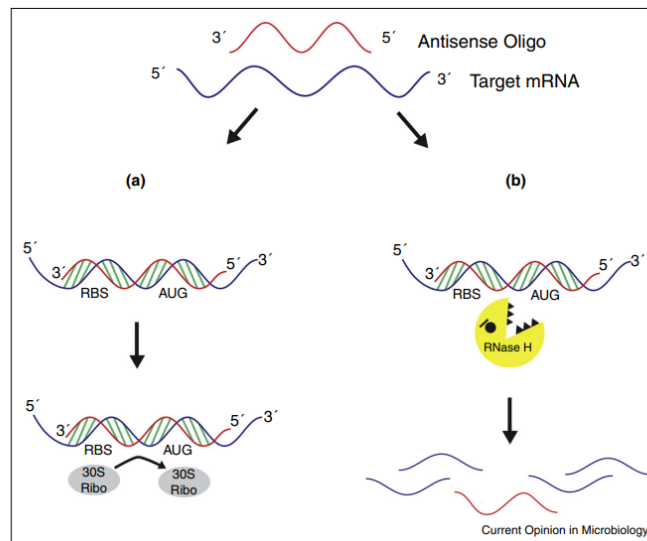 3´ 5´ Antisense Oligo
5´ 3´ Target mRNA
(a) (b)
5´ 3´ 5´ 3´
RBS AUG
5´ 3´ 5´ 3´
RBS AUG
RNase H
5´ 3´ 5´ 3´
RBS AUG
30S
Ribo
30S
Ribo
Current Opinion in Microbiology